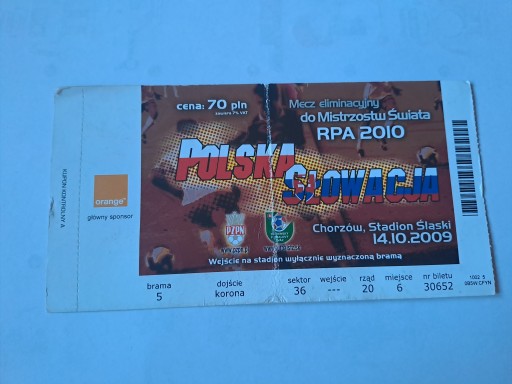 KUPON KONTROLNY A
orange
główny sponsor
cena: 70 pln
Mecz eliminacyjny
do Mistrzostw Świata
RPA 2010
POLSKA
SŁOWACJA
PZPN
Chorzów, Stadion Śląski
14.10.2009
Wejście na stadion wyłącznie wyznaczoną bramą
brama dojście sektor wejście rząd miejsce nr biletu
5 korona 36 --- 20 6 30652